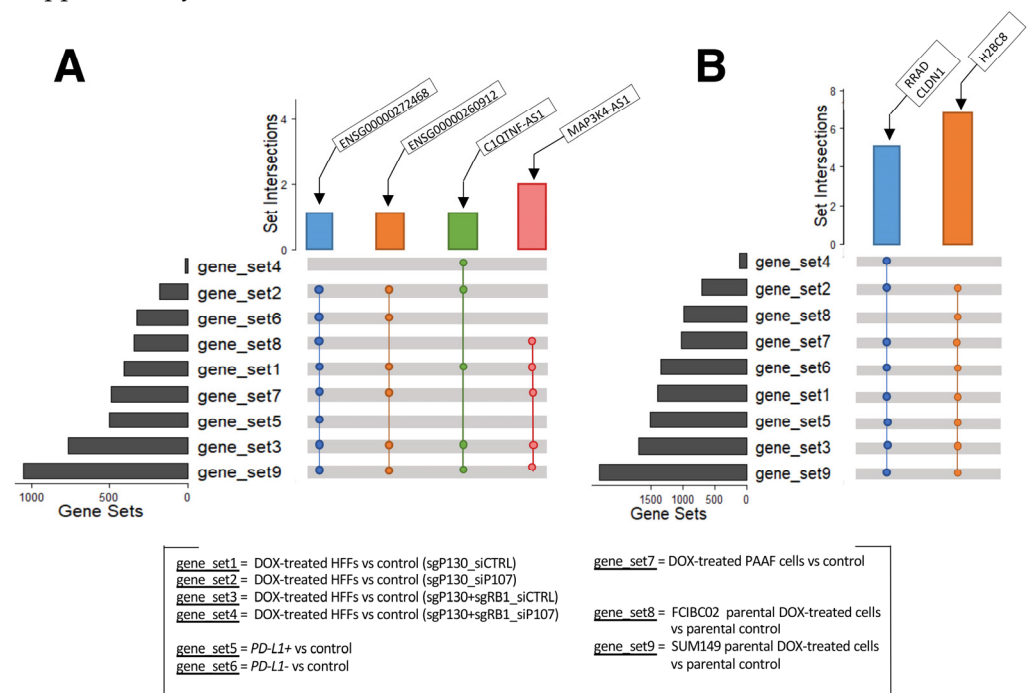 A
B
ENSG00000272468
ENSG00000260912
C1QTNF-AS1
MAP3K4-AS1
RRAD
CLDN1
H2BC8
Set Intersections
4
2
0
gene_set4
gene_set2
gene_set6
gene_set8
gene_set1
gene_set7
gene_set5
gene_set3
gene_set9
1000 500 0
Gene Sets
Set Intersections
8
6
4
2
0
gene_set4
gene_set2
gene_set8
gene_set7
gene_set6
gene_set1
gene_set5
gene_set3
gene_set9
1500 1000 500 0
Gene Sets
gene_set1 = DOX-treated HFFs vs control (sgP130_siCTRL)
gene_set2 = DOX-treated HFFs vs control (sgP130_siP107)
gene_set3 = DOX-treated HFFs vs control (sgP130+sgRB1_siCTRL)
gene_set4 = DOX-treated HFFs vs control (sgP130+sgRB1_siP107)
gene_set5 = PD-L1+ vs control
gene_set6 = PD-L1- vs control
gene_set7 = DOX-treated PAAF cells vs control
gene_set8 = FCIBC02 parental DOX-treated cells
vs parental control
gene_set9 = SUM149 parental DOX-treated cells
vs parental control